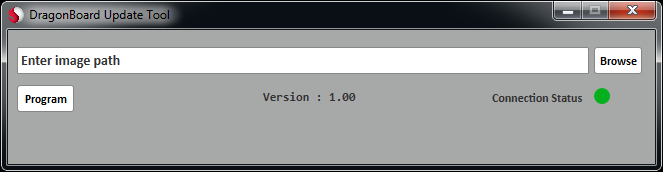 DragonBoard Update Tool
Enter image path
Browse
Program
Version : 1.00
Connection Status